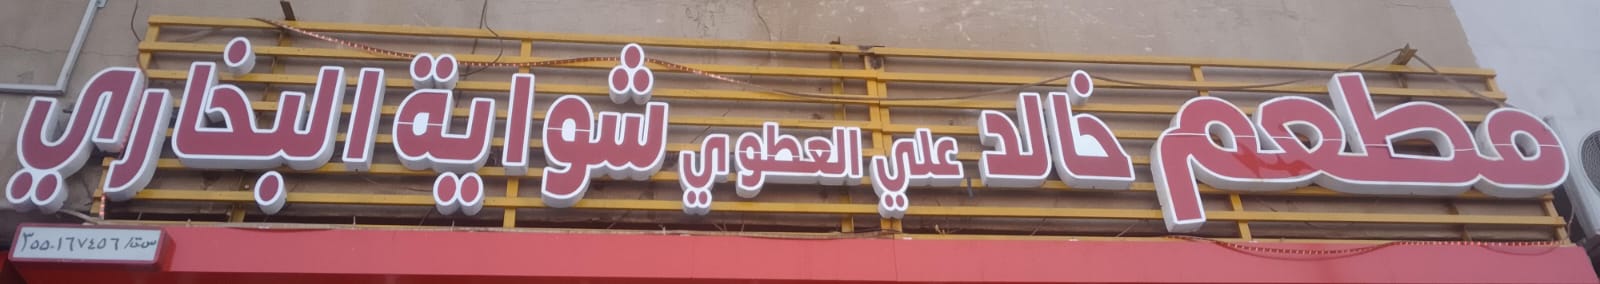 مطعم خالد علي العطوي شواية البخاري
س ت/ ٣٥٥٠١٦٧٤٥٦